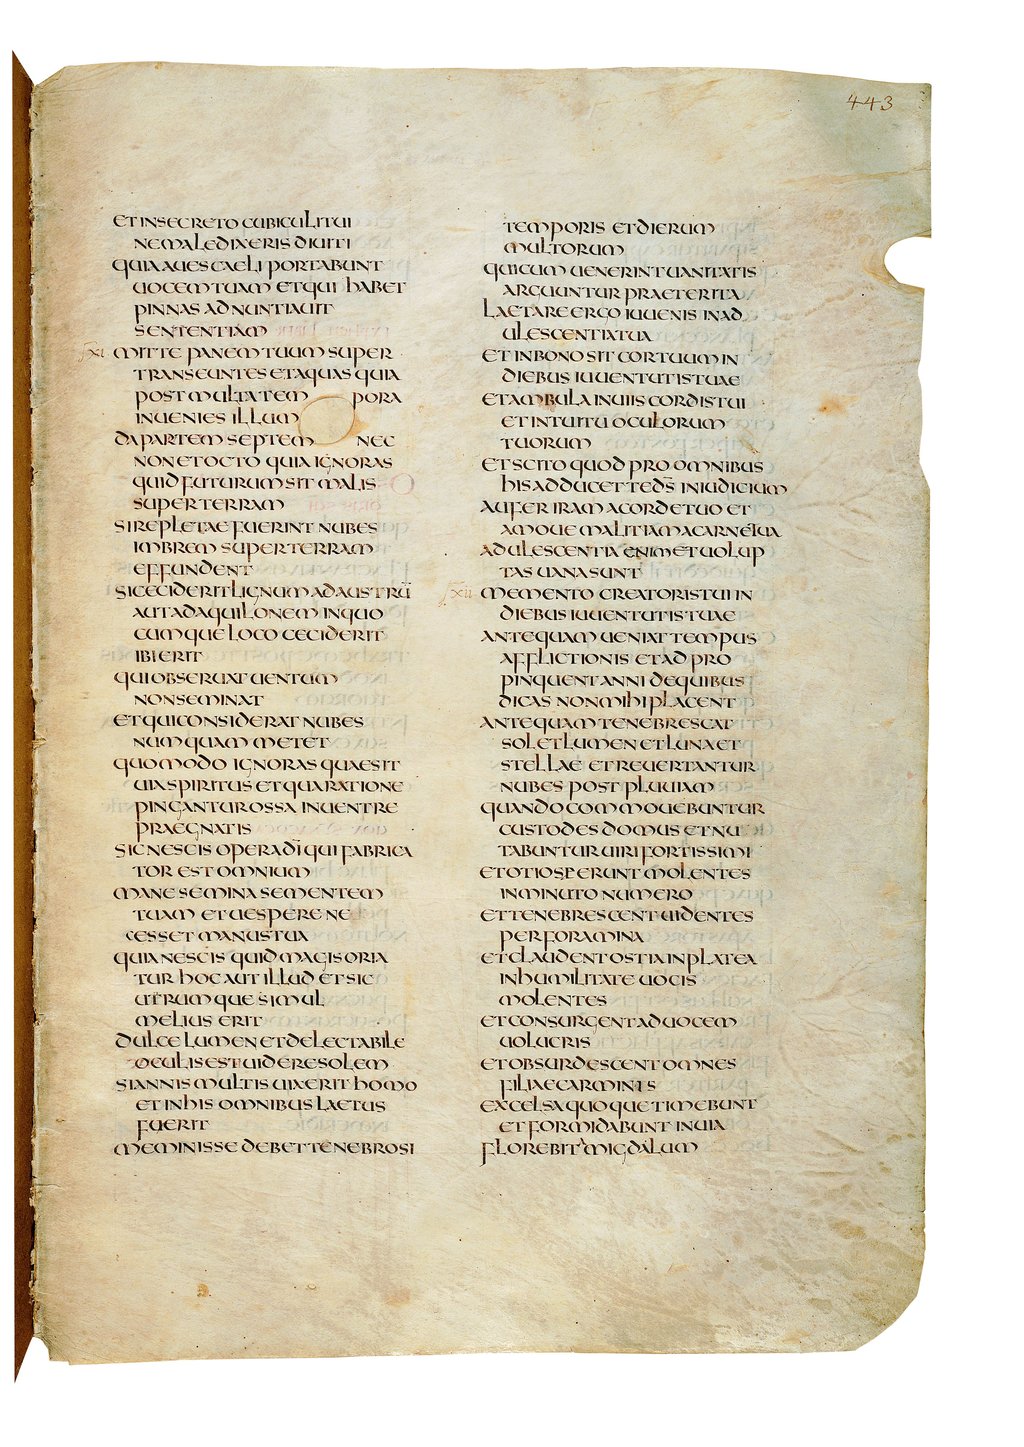 443
ET IN SECRETO CUBICULI TUI
NE MALEDIXERIS DIUITI
QUIA AUES CAELI PORTABUNT
UOCEM TUAM ET QUI HABET
PINNAS ADNUNTIAUIT
SENTENTIAM
XI MITTE PANEM TUUM SUPER
TRANSEUNTES ET AQUAS QUIA
POST MULTA TEM PORA
INUENIES ILLUM
DA PARTEM SEPTEM NEC
NON ET OCTO QUIA IGNORAS
QUID FUTURUM SIT MALIS
SUPER TERRAM
SI REPLETAE FUERINT NUBES
IMBREM SUPER TERRAM
EFFUNDENT
SI CECIDERIT LIGNUM AD AUSTRŪ
AUT AD AQUILONEM IN QUO
CUMQUE LOCO CECIDERIT
IBI ERIT
QUI OBSERUAT UENTUM
NON SEMINAT
ET QUI CONSIDERAT NUBES
NUMQUAM METET
QUOMODO IGNORAS QUAE SIT
UIA SPIRITUS ET QUA RATIONE
PINGANTUR OSSA IN UENTRE
PRAEGNATIS
SIC NESCIS OPERA DĪ QUI FABRICA
TOR EST OMNIUM
MANE SEMINA SEMENTEM
TUAM ET UESPERE NE
CESSET MANUS TUA
QUIA NESCIS QUID MAGIS ORIA
TUR HOC AUT ILLUD ET SIC
UTRUMQUE SIMUL
MELIUS ERIT
DULCE LUMEN ET DELECTABILE
OCULIS EST UIDERE SOLEM
SI ANNIS MULTIS UIXERIT HOMO
ET IN HIS OMNIBUS LAETUS
FUERIT
MEMINISSE DEBET TENEBROSI
TEMPORIS ET DIERUM
MULTORUM
QUI CUM UENERINT UANITATIS
ARGUUNTUR PRAETERITA
LAETARE ERGO IUUENIS IN AD
ULESCENTIA TUA
ET IN BONO SIT COR TUUM IN
DIEBUS IUUENTUTIS TUAE
ET AMBULA IN UIIS CORDIS TUI
ET INTUITU OCULORUM
TUORUM
ET SCITO QUOD PRO OMNIBUS
HIS ADDUCET TE D̄S IN IUDICIUM
AUFER IRAM A CORDE TUO ET
AMOUE MALITIAM A CARNE TUA
ADULESCENTIA ENIM ET UOLUP
TAS UANA SUNT
XII MEMENTO CREATORIS TUI IN
DIEBUS IUUENTUTIS TUAE
ANTEQUAM UENIAT TEMPUS
AFFLICTIONIS ET AD PRO
PINQUENT ANNI DE QUIBUS
DICAS NON MIHI PLACENT
ANTEQUAM TENEBRESCAT
SOL ET LUMEN ET LUNA ET
STELLAE ET REUERTANTUR
NUBES POST PLUUIAM
QUANDO COMMOUEBUNTUR
CUSTODES DOMUS ET NU
TABUNTUR UIRI FORTISSIMI
ET OTIOSE ERUNT MOLENTES
IN MINUTO NUMERO
ET TENEBRESCENT UIDENTES
PER FORAMINA
ET CLAUDENT OSTIA IN PLATEA
IN HUMILITATE UOCIS
MOLENTES
ET CONSURGENT AD UOCEM
UOLUCRIS
ET OBSURDESCENT OMNES
FILIAE CARMINIS
EXCELSA QUOQUE TIMEBUNT
ET FORMIDABUNT IN UIA
FLOREBIT MIGDALUM